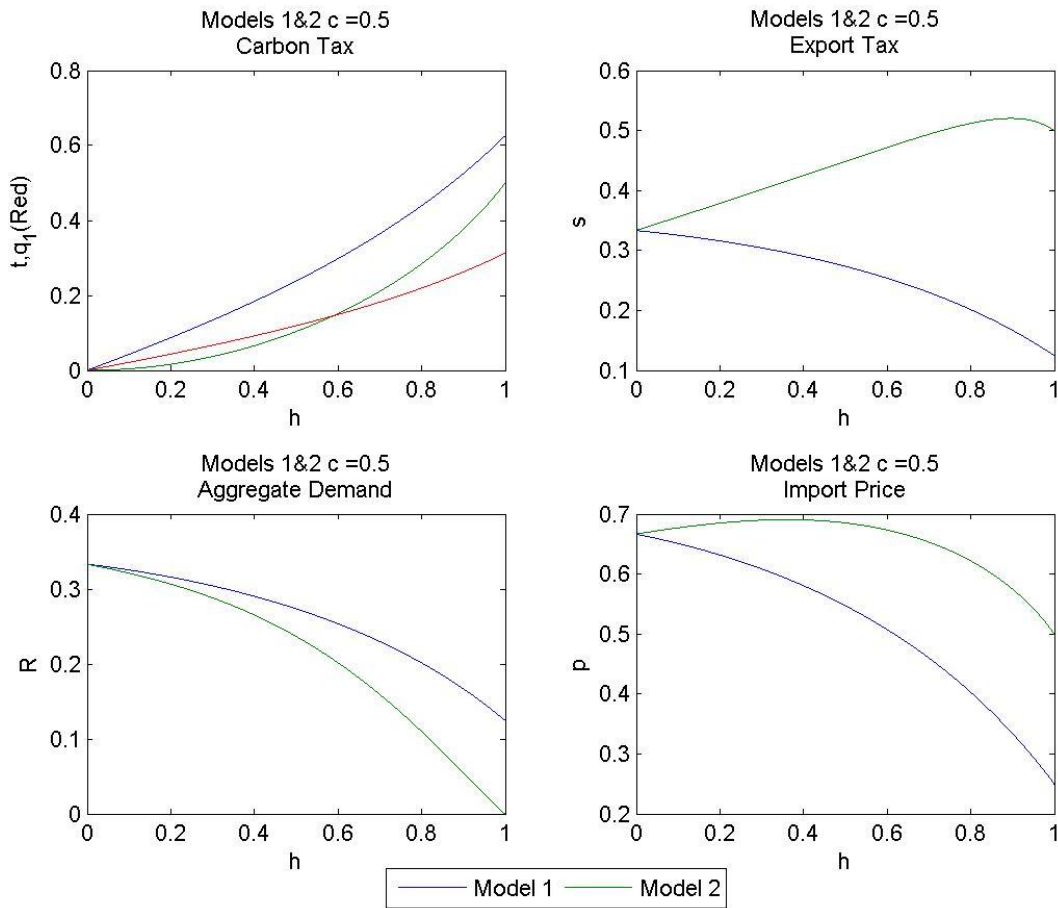 Models 1&2 c =0.5
Carbon Tax
0.8
0.6
0.4
0.2
0
t,q1(Red)
0 0.2 0.4 0.6 0.8 1
h
Models 1&2 c =0.5
Export Tax
0.6
0.5
0.4
0.3
0.2
0.1
s
0 0.2 0.4 0.6 0.8 1
h
Models 1&2 c =0.5
Aggregate Demand
0.4
0.3
0.2
0.1
0
R
0 0.2 0.4 0.6 0.8 1
h
Models 1&2 c =0.5
Import Price
0.7
0.6
0.5
0.4
0.3
0.2
p
0 0.2 0.4 0.6 0.8 1
h
Model 1 Model 2